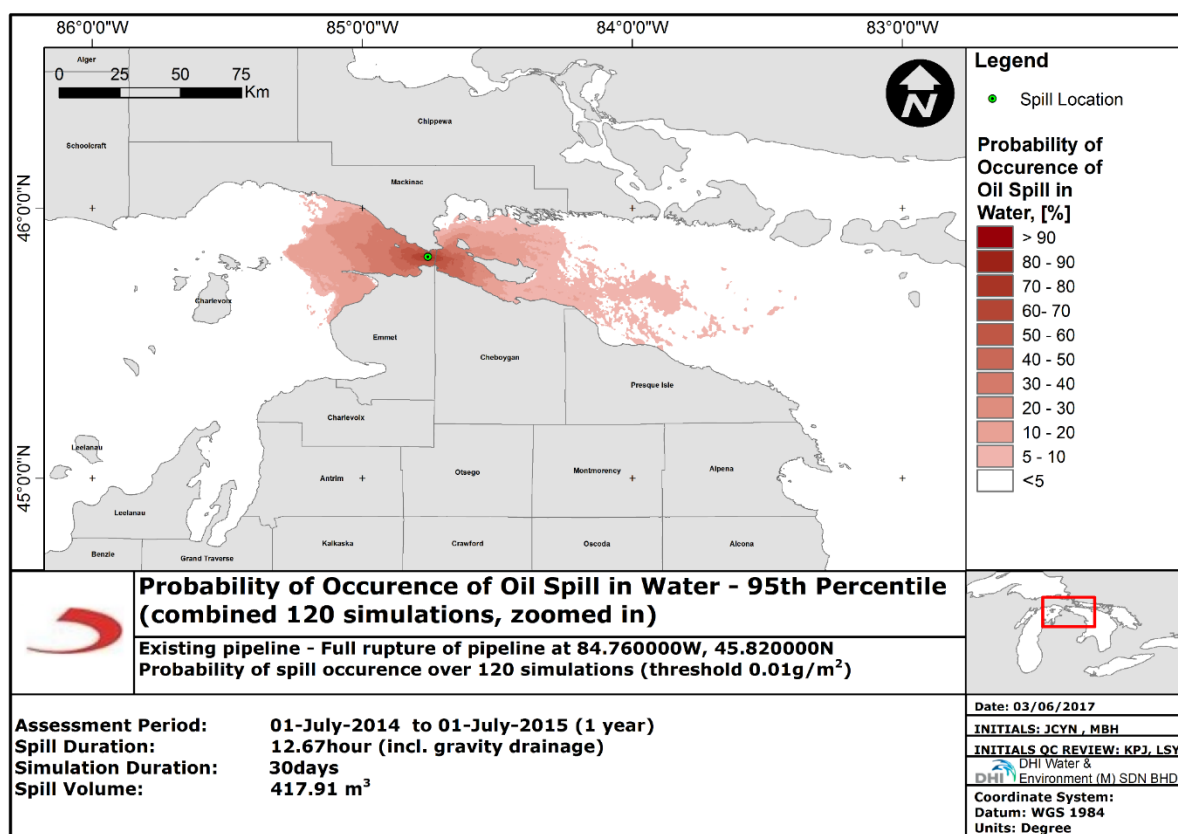 86°0'0"W
85°0'0"W
84°0'0"W
83°0'0"W
46°0'0"N
45°0'0"N
0 25 50 75
Km
N
Alger
Schoolcraft
Chippewa
Mackinac
Charlevoix
Emmet
Cheboygan
Presque Isle
Charlevoix
Leelanau
Antrim
Otsego
Montmorency
Alpena
Leelanau
Benzie
Grand Traverse
Kalkaska
Crawford
Oscoda
Alcona
Legend
Spill Location
Probability of
Occurence of
Oil Spill in
Water, [%]
> 90
80 - 90
70 - 80
60 - 70
50 - 60
40 - 50
30 - 40
20 - 30
10 - 20
5 - 10
<5
Probability of Occurence of Oil Spill in Water - 95th Percentile
(combined 120 simulations, zoomed in)
Existing pipeline - Full rupture of pipeline at 84.760000W, 45.820000N
Probability of spill occurence over 120 simulations (threshold 0.01g/m²)
Assessment Period: 01-July-2014 to 01-July-2015 (1 year)
Spill Duration: 12.67hour (incl. gravity drainage)
Simulation Duration: 30days
Spill Volume: 417.91 m³
Date: 03/06/2017
INITIALS: JCYN , MBH
INITIALS QC REVIEW: KPJ, LSY
DHI
DHI Water &
Environment (M) SDN BHD
Coordinate System:
Datum: WGS 1984
Units: Degree